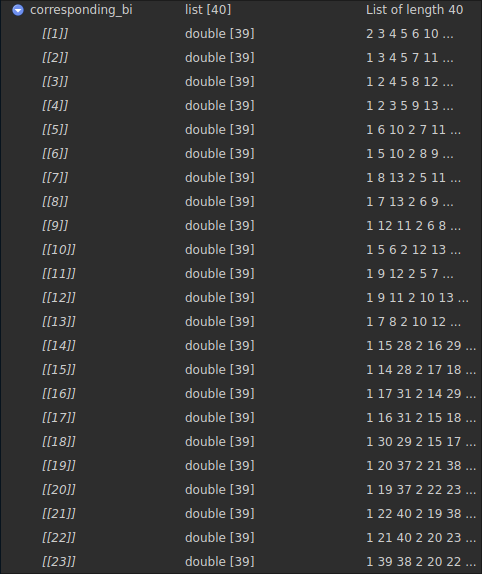 corresponding_bi list [40] List of length 40
[[1]] double [39] 2 3 4 5 6 10 ...
[[2]] double [39] 1 3 4 5 7 11 ...
[[3]] double [39] 1 2 4 5 8 12 ...
[[4]] double [39] 1 2 3 5 9 13 ...
[[5]] double [39] 1 6 10 2 7 11 ...
[[6]] double [39] 1 5 10 2 8 9 ...
[[7]] double [39] 1 8 13 2 5 11 ...
[[8]] double [39] 1 7 13 2 6 9 ...
[[9]] double [39] 1 12 11 2 6 8 ...
[[10]] double [39] 1 5 6 2 12 13 ...
[[11]] double [39] 1 9 12 2 5 7 ...
[[12]] double [39] 1 9 11 2 10 13 ...
[[13]] double [39] 1 7 8 2 10 12 ...
[[14]] double [39] 1 15 28 2 16 29 ...
[[15]] double [39] 1 14 28 2 17 18 ...
[[16]] double [39] 1 17 31 2 14 29 ...
[[17]] double [39] 1 16 31 2 15 18 ...
[[18]] double [39] 1 30 29 2 15 17 ...
[[19]] double [39] 1 20 37 2 21 38 ...
[[20]] double [39] 1 19 37 2 22 23 ...
[[21]] double [39] 1 22 40 2 19 38 ...
[[22]] double [39] 1 21 40 2 20 23 ...
[[23]] double [39] 1 39 38 2 20 22 ...